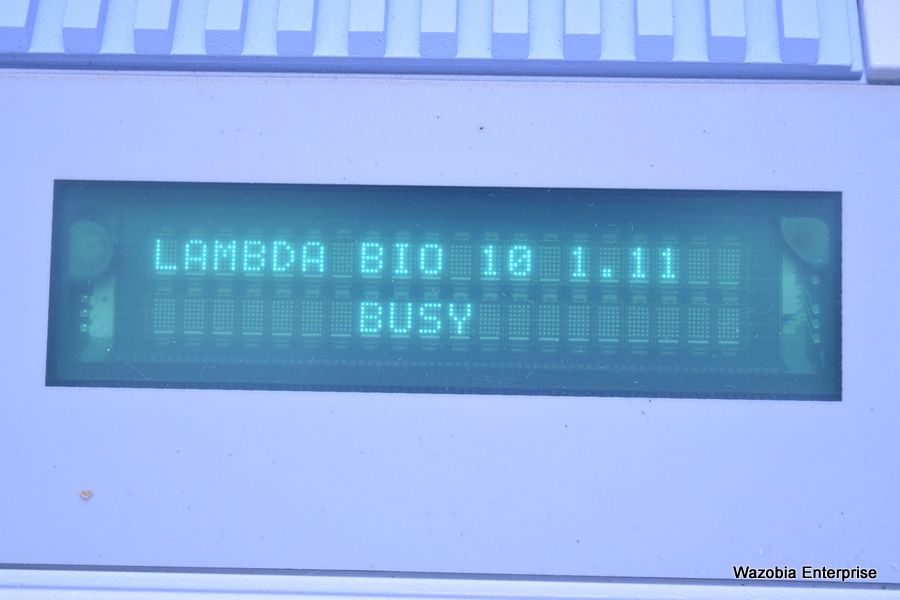 LAMBDA BIO 10 1.11
BUSY
Wazobia Enterprise